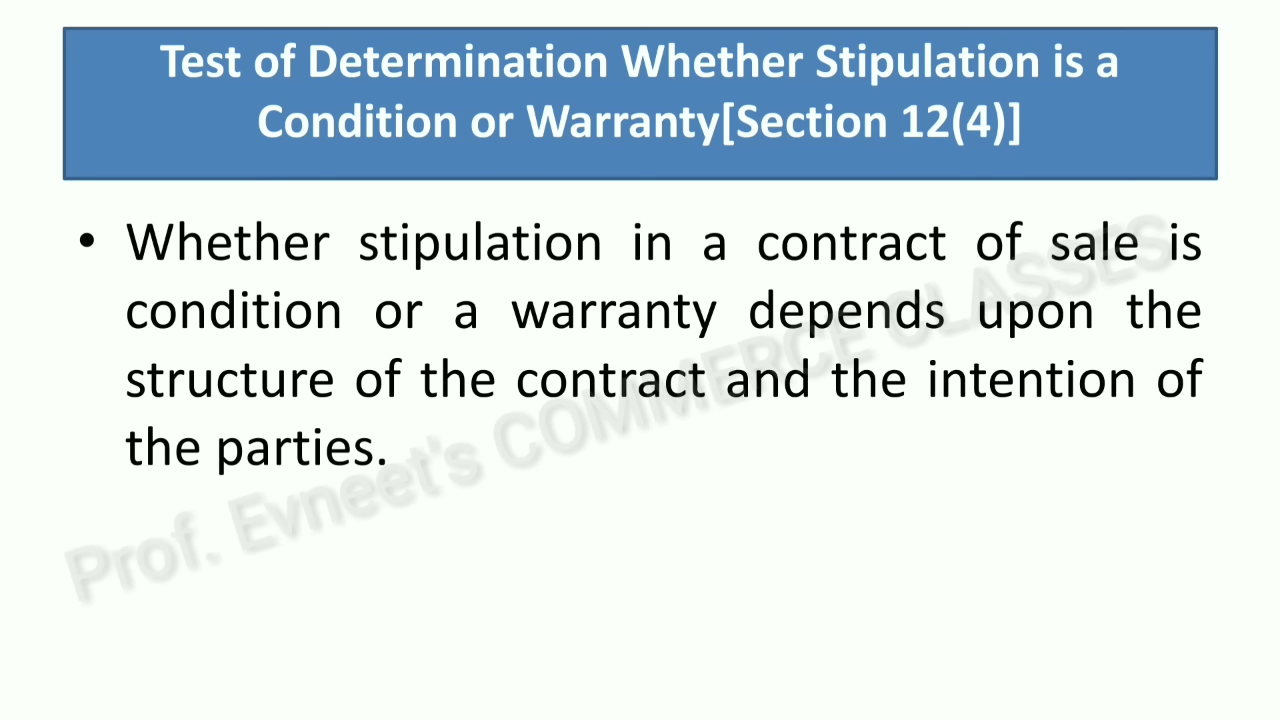 Test of Determination Whether Stipulation is a
Condition or Warranty[Section 12(4)]
• Whether stipulation in a contract of sale is
condition or a warranty depends upon the
structure of the contract and the intention of
the parties.
Prof. Evneet's COMMERCE CLASSES